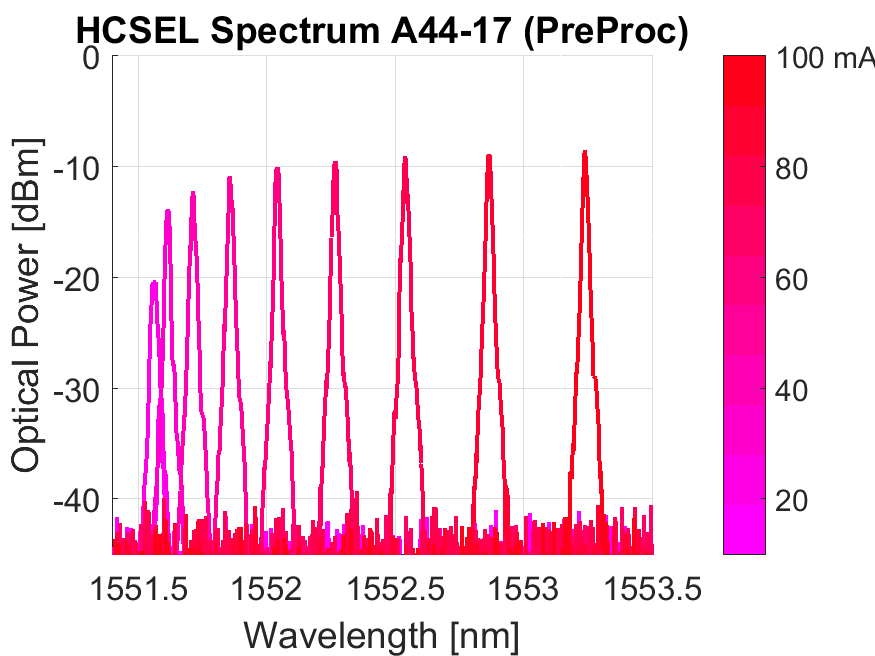 HCSEL Spectrum A44-17 (PreProc)
0
-10
-20
-30
-40
Optical Power [dBm]
1551.5 1552 1552.5 1553 1553.5
Wavelength [nm]
100 mA
80
60
40
20